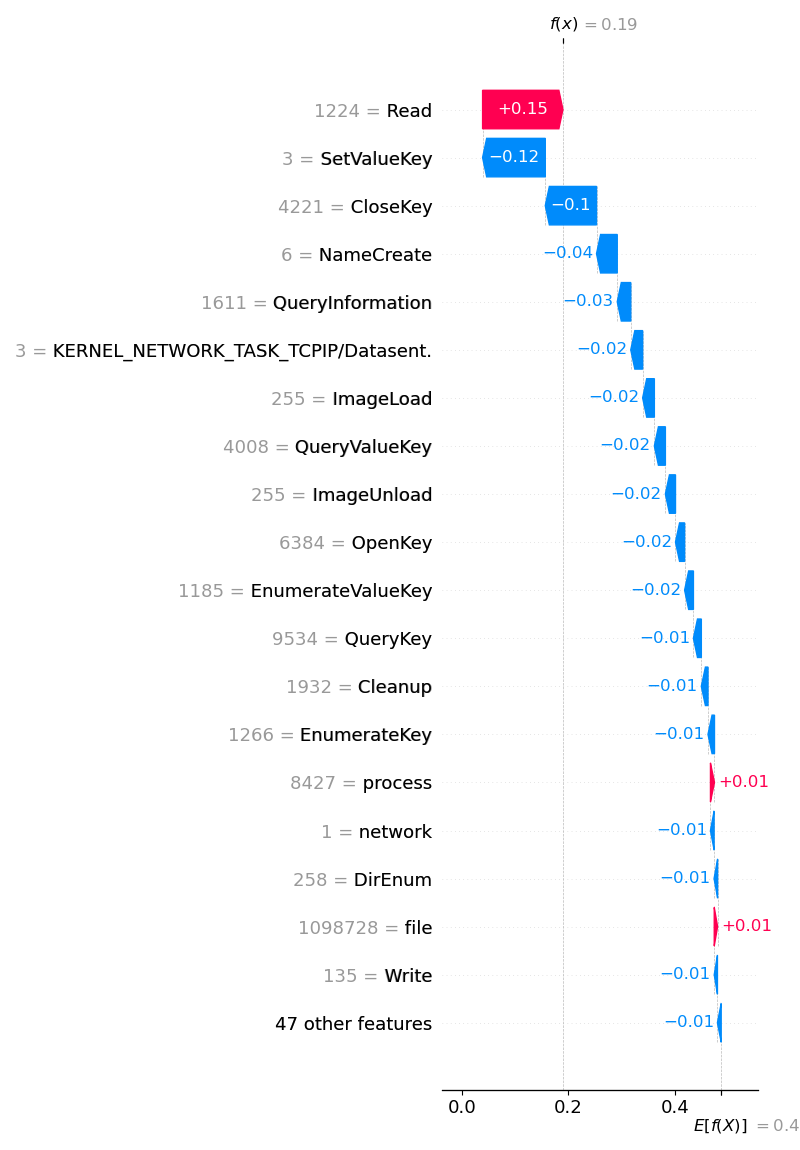 f(x) = 0.19
1224 = Read +0.15
3 = SetValueKey −0.12
4221 = CloseKey −0.1
6 = NameCreate −0.04
1611 = QueryInformation −0.03
3 = KERNEL_NETWORK_TASK_TCPIP/Datasent. −0.02
255 = ImageLoad −0.02
4008 = QueryValueKey −0.02
255 = ImageUnload −0.02
6384 = OpenKey −0.02
1185 = EnumerateValueKey −0.02
9534 = QueryKey −0.01
1932 = Cleanup −0.01
1266 = EnumerateKey −0.01
8427 = process +0.01
1 = network −0.01
258 = DirEnum −0.01
1098728 = file +0.01
135 = Write −0.01
47 other features −0.01
0.0 0.2 0.4
E[f(X)] = 0.4